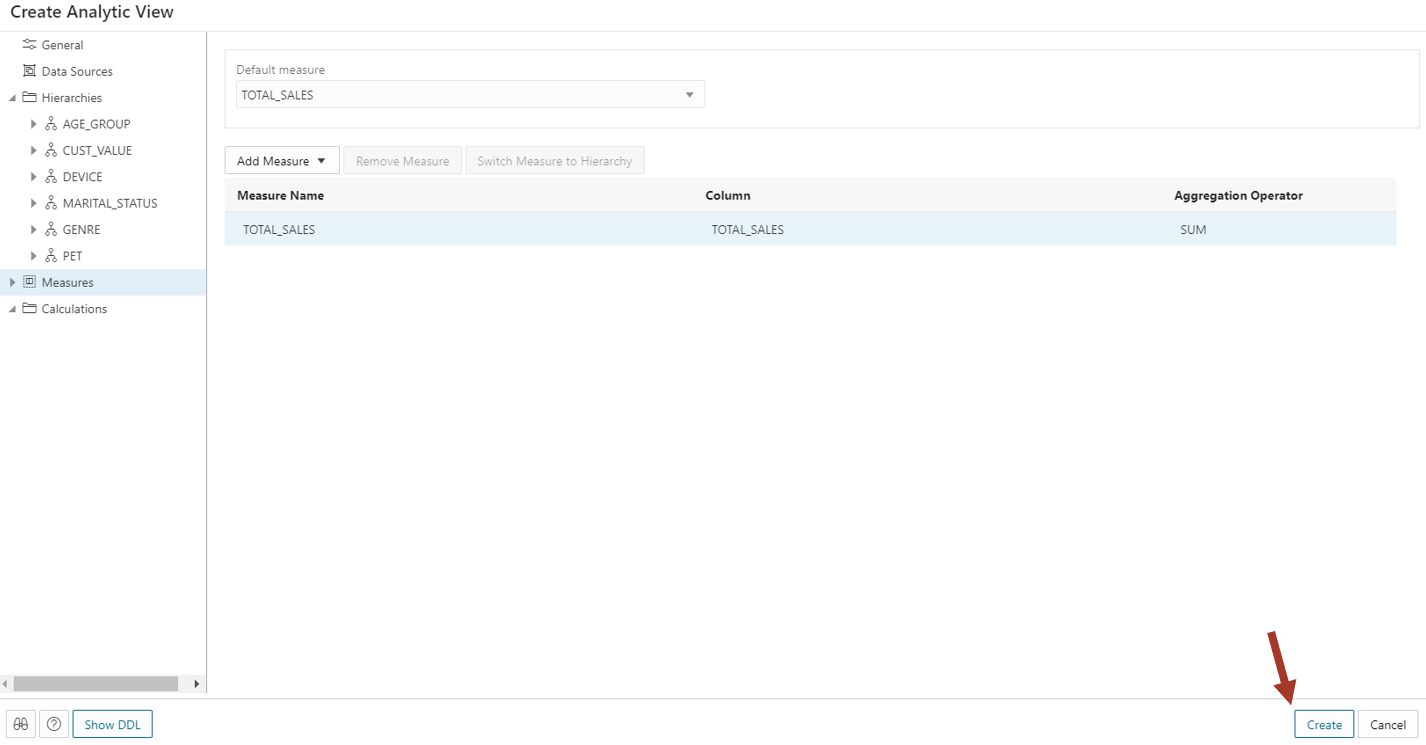 Create Analytic View
General
Data Sources
Hierarchies
AGE_GROUP
CUST_VALUE
DEVICE
MARITAL_STATUS
GENRE
PET
Measures
Calculations
Default measure
TOTAL_SALES
Add Measure Remove Measure Switch Measure to Hierarchy
Measure Name Column Aggregation Operator
TOTAL_SALES TOTAL_SALES SUM
Show DDL Create Cancel